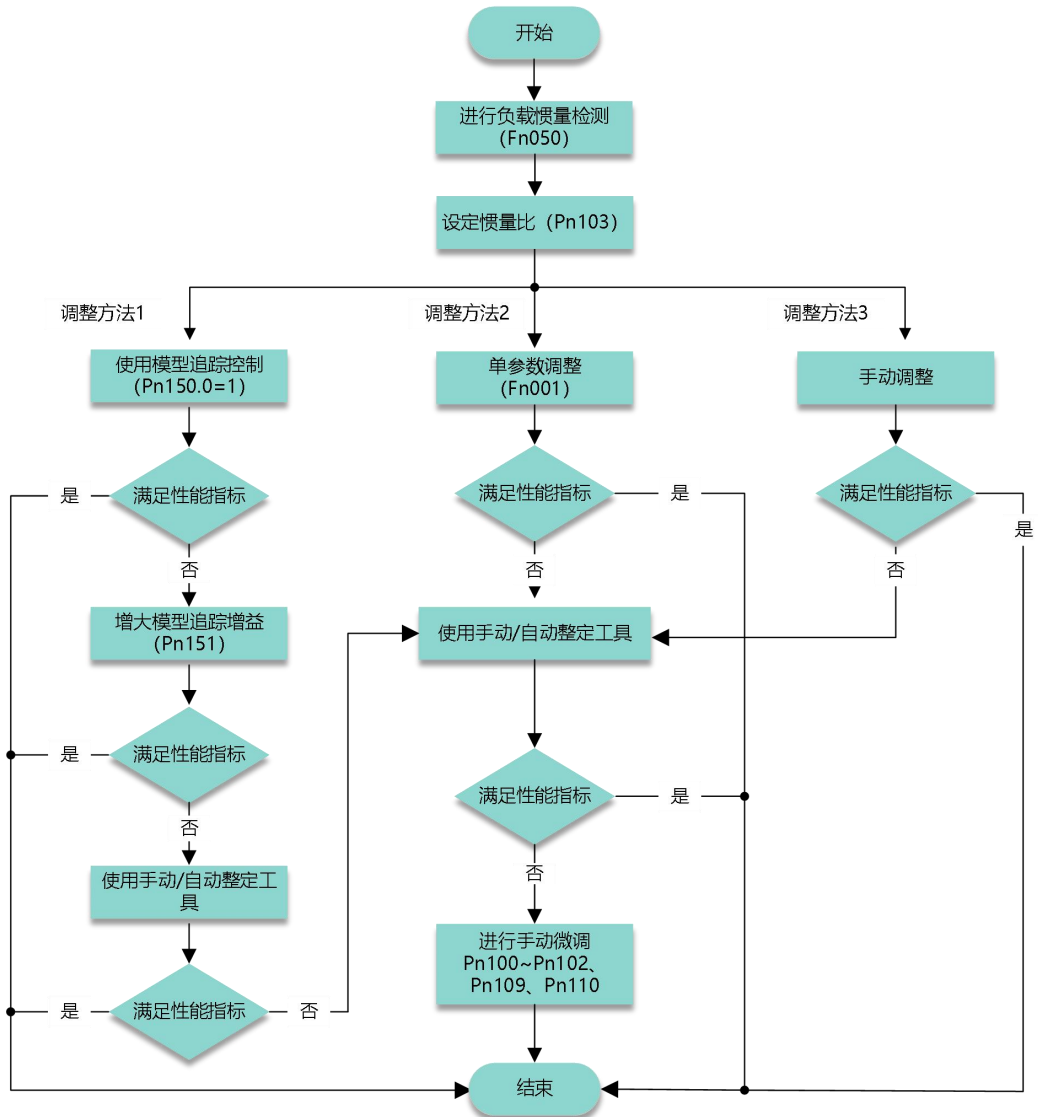 开始
进行负载惯量检测
(Fn050)
设定惯量比（Pn103）
调整方法1
调整方法2
调整方法3
使用模型追踪控制
(Pn150.0=1)
单参数调整
(Fn001)
手动调整
是
满足性能指标
满足性能指标
是
满足性能指标
是
否
否
否
增大模型追踪增益
(Pn151)
使用手动/自动整定工具
是
满足性能指标
满足性能指标
是
否
否
使用手动/自动整定工
具
进行手动微调
Pn100~Pn102、
Pn109、Pn110
是
满足性能指标
否
结束